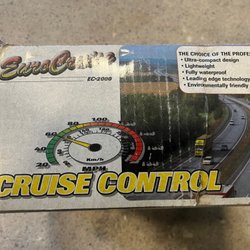 EuroCruise
EC-2000
THE CHOICE OF THE PROFE
• Ultra-compact design
• Lightweight
• Fully waterproof
• Leading edge technology
• Environmentally friendly
20
40
60
80
100
Km/h
MPH
CRUISE CONTROL